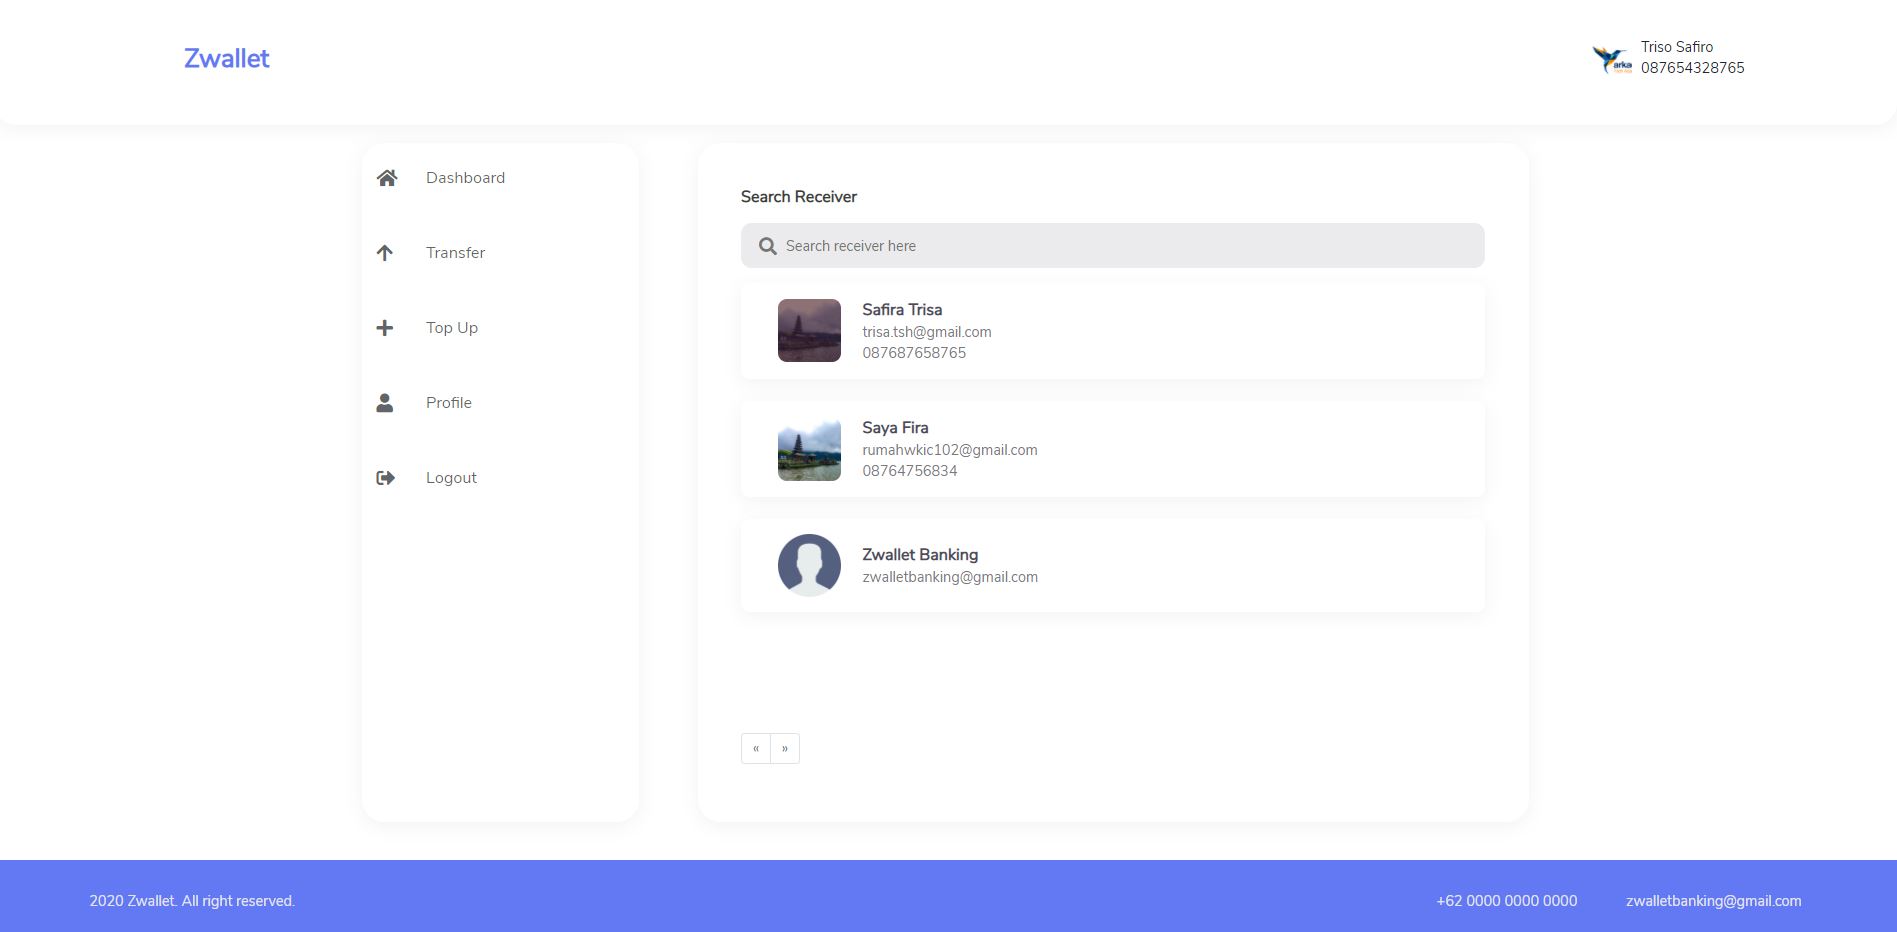 Zwallet
arka
Triso Safiro
087654328765
Dashboard
Transfer
Top Up
Profile
Logout
Search Receiver
Search receiver here
Safira Trisa
trisa.tsh@gmail.com
087687658765
Saya Fira
rumahwkic102@gmail.com
08764756834
Zwallet Banking
zwalletbanking@gmail.com
« »
2020 Zwallet. All right reserved.
+62 0000 0000 0000
zwalletbanking@gmail.com